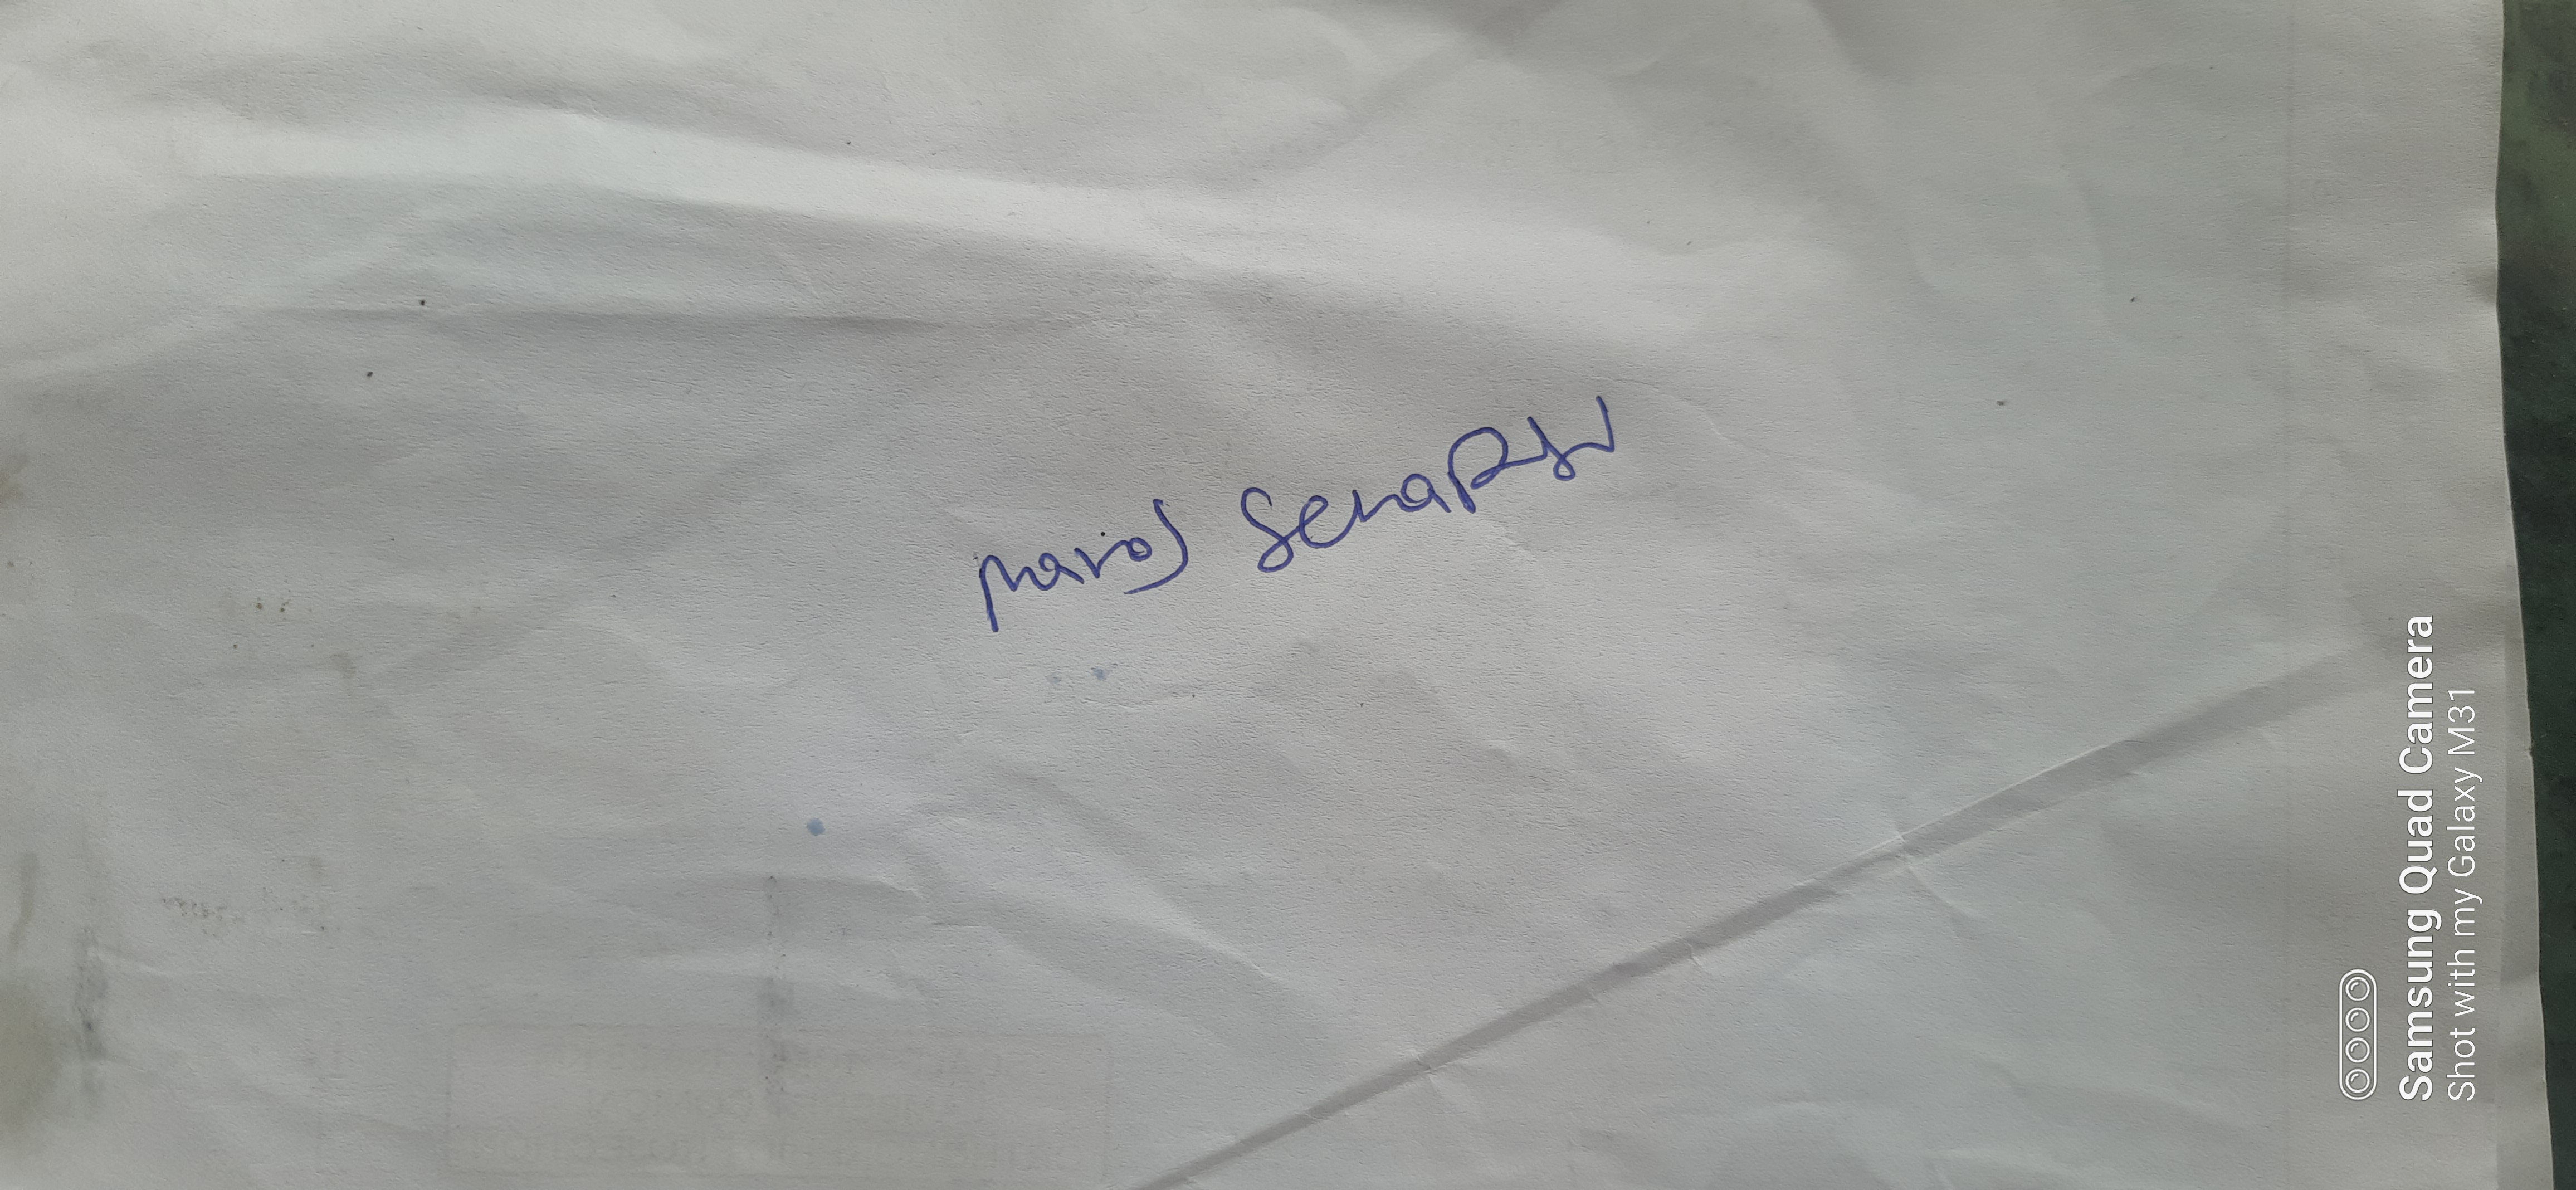 Manoj Senapati
Samsung Quad Camera
Shot with my Galaxy M31